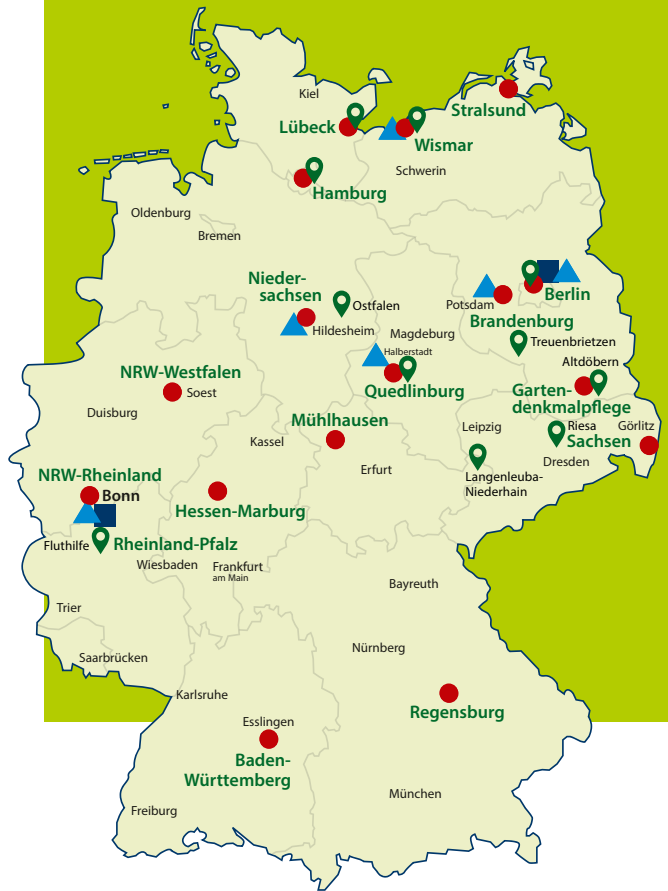 Kiel
Stralsund
Lübeck
Wismar
Schwerin
Hamburg
Oldenburg
Bremen
Nieder-
sachsen
Ostfalen
Hildesheim
Magdeburg
Halberstadt
Potsdam
Berlin
Brandenburg
Treuenbrietzen
Altdöbern
Quedlinburg
Garten-
denkmalpflege
NRW-Westfalen
Soest
Duisburg
Mühlhausen
Kassel
Erfurt
Leipzig
Riesa
Görlitz
Sachsen
Dresden
Langenleuba-
Niederhain
NRW-Rheinland
Bonn
Hessen-Marburg
Fluthilfe
Rheinland-Pfalz
Wiesbaden
Frankfurt
am Main
Bayreuth
Trier
Nürnberg
Saarbrücken
Karlsruhe
Regensburg
Esslingen
Baden-
Württemberg
München
Freiburg